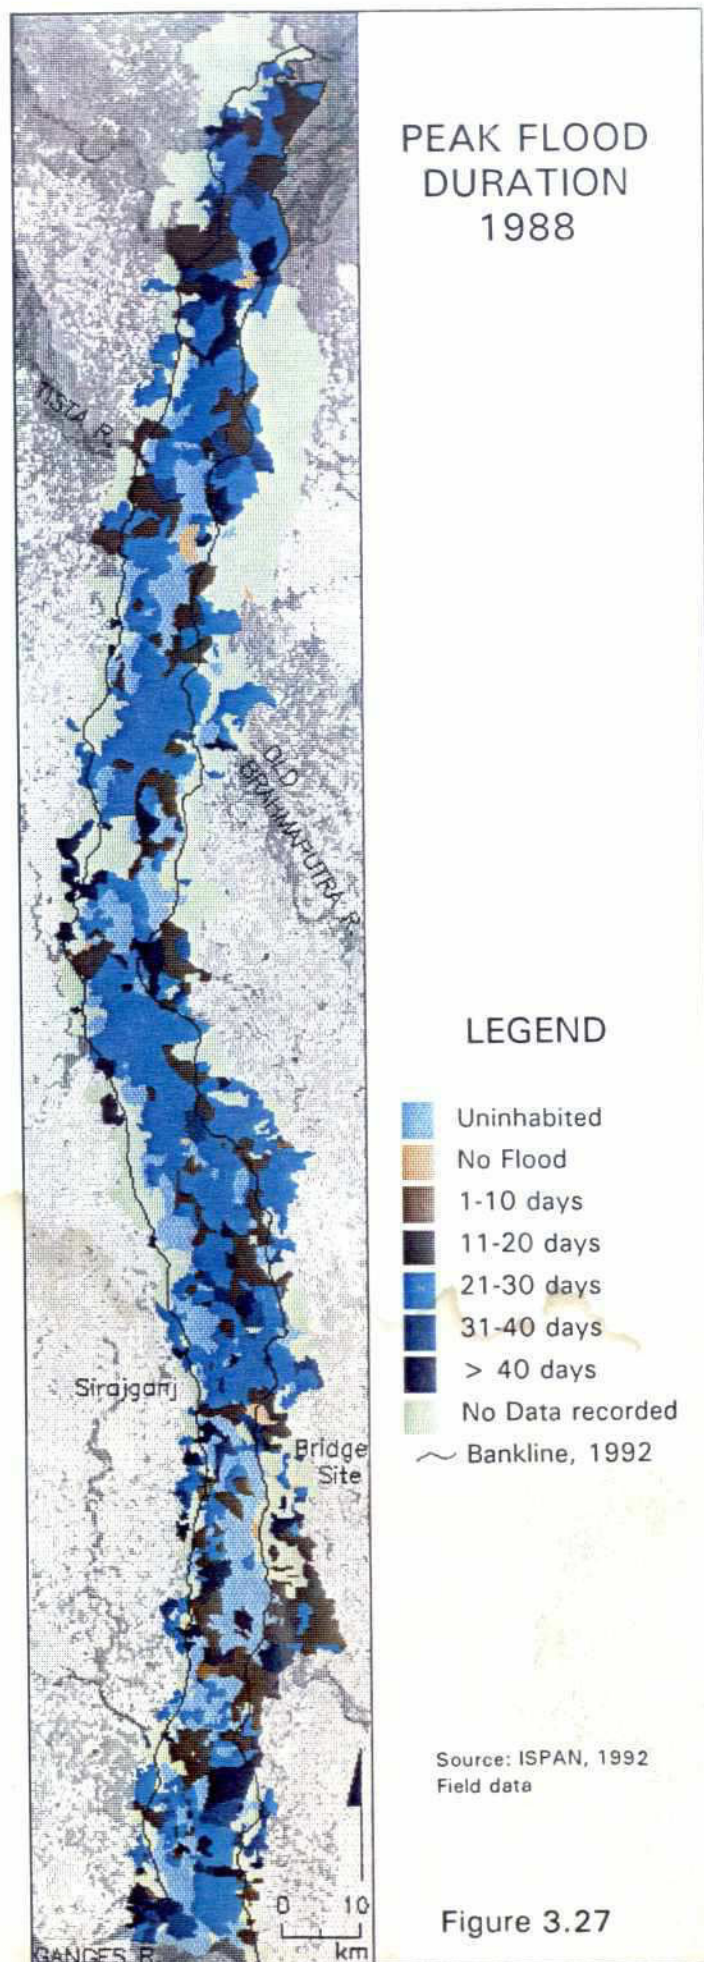 PEAK FLOOD
DURATION
1988
TISTA R.
OLD
BRAHMAPUTRA R.
LEGEND
Uninhabited
No Flood
1-10 days
11-20 days
21-30 days
31-40 days
> 40 days
No Data recorded
Bankline, 1992
Sirajganj
Bridge
Site
Source: ISPAN, 1992
Field data
0 10
km
Figure 3.27
GANGES R.